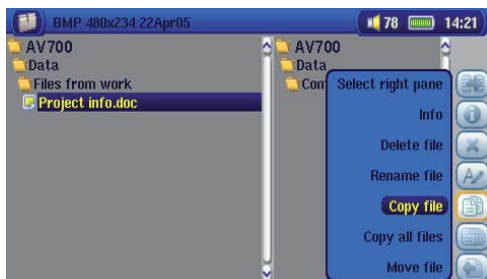 BMP 480x234 22Apr05 78 14:21
AV700
Data
Files from work
Project info.doc
AV700
Data
Select right pane
Info
Delete file
Rename file
Copy file
Copy all files
Move file